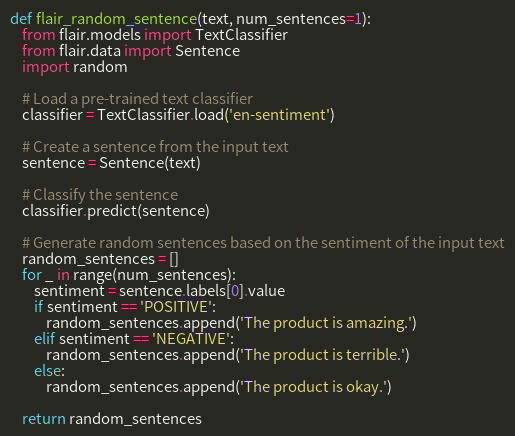 def flair_random_sentence(text, num_sentences=1):
from flair.models import TextClassifier
from flair.data import Sentence
import random
# Load a pre-trained text classifier
classifier = TextClassifier.load('en-sentiment')
# Create a sentence from the input text
sentence = Sentence(text)
# Classify the sentence
classifier.predict(sentence)
# Generate random sentences based on the sentiment of the input text
random_sentences = []
for _ in range(num_sentences):
sentiment = sentence.labels[0].value
if sentiment == 'POSITIVE':
random_sentences.append('The product is amazing.')
elif sentiment == 'NEGATIVE':
random_sentences.append('The product is terrible.')
else:
random_sentences.append('The product is okay.')
return random_sentences